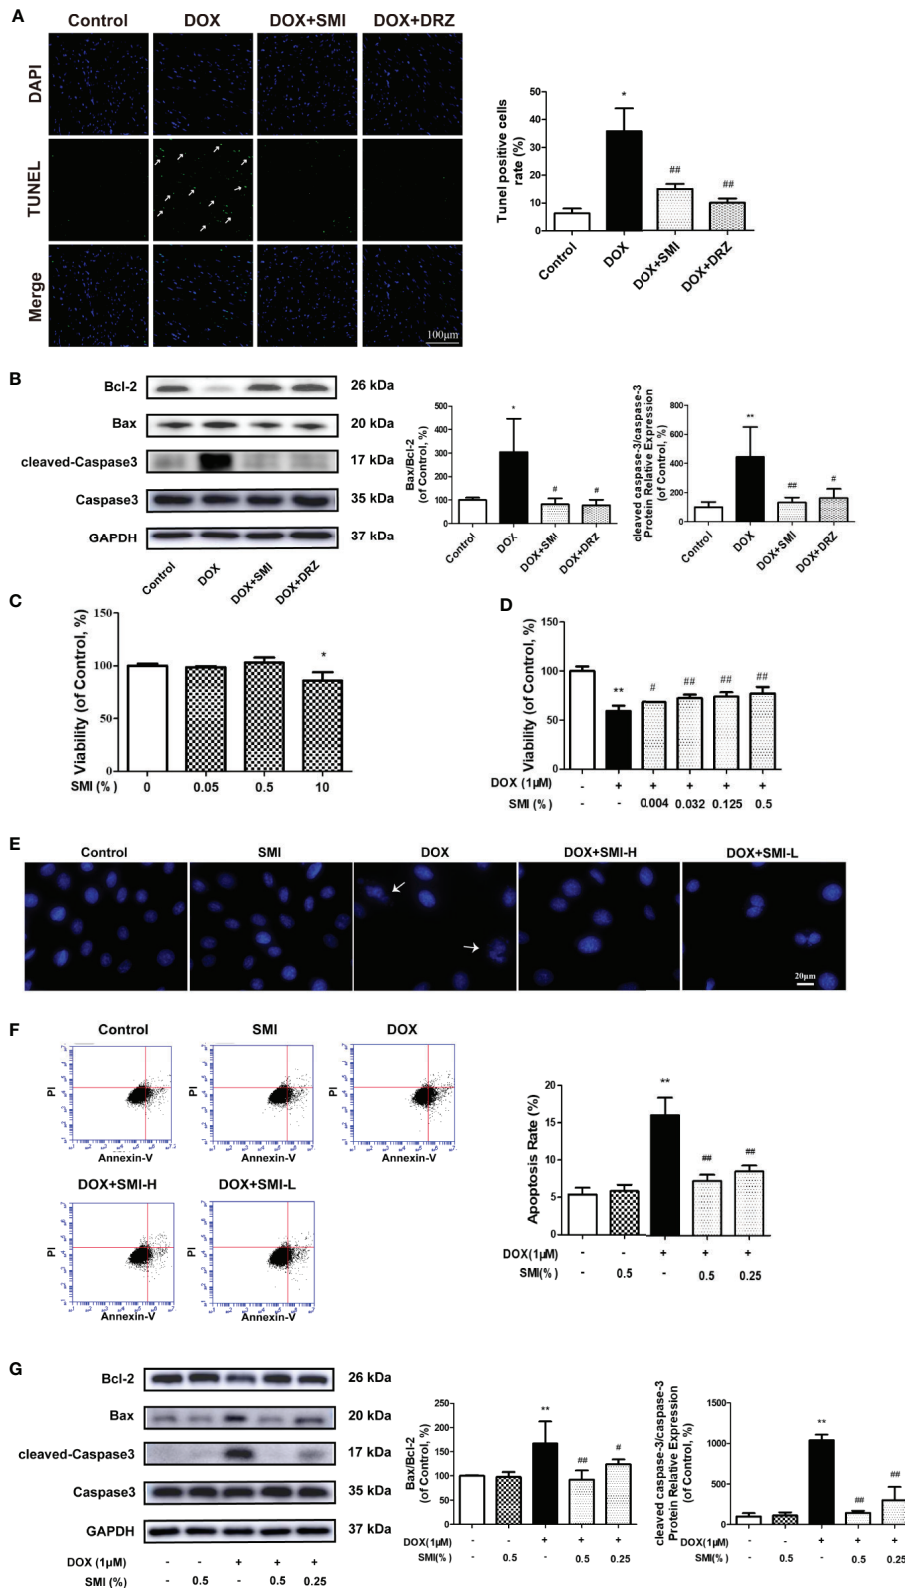 A
Control DOX DOX+SMI DOX+DRZ
DAPI
TUNEL
Merge
100μm
Tunel positive cells
rate (%)
50
40
30
20
10
0
*
##
##
Control DOX DOX+SMI DOX+DRZ
B
Bcl-2 26 kDa
Bax 20 kDa
cleaved-Caspase3 17 kDa
Caspase3 35 kDa
GAPDH 37 kDa
Control DOX DOX+SMI DOX+DRZ
Bax/Bcl-2
(of Control, %)
500
400
300
200
100
0
*
#
#
Control DOX DOX+SMI DOX+DRZ
cleaved caspase-3/caspase-3
Protein Relative Expression
(of Control, %)
800
600
400
200
0
**
##
#
Control DOX DOX+SMI DOX+DRZ
C
Viability (of Control, %)
150
100
50
0
*
SMI (%) 0 0.05 0.5 10
D
Viability (of Control, %)
150
100
50
0
**
#
##
##
##
DOX (1μM) - + + + + +
SMI (%) - - 0.004 0.032 0.125 0.5
E
Control SMI DOX DOX+SMI-H DOX+SMI-L
20μm
F
Control SMI DOX
PI PI PI
Annexin-V Annexin-V Annexin-V
DOX+SMI-H DOX+SMI-L
PI PI
Annexin-V Annexin-V
Apoptosis Rate (%)
20
15
10
5
0
**
##
##
DOX(1μM) - - + + +
SMI(%) - 0.5 - 0.5 0.25
G
Bcl-2 26 kDa
Bax 20 kDa
cleaved-Caspase3 17 kDa
Caspase3 35 kDa
GAPDH 37 kDa
DOX (1μM) - - + + +
SMI (%) - 0.5 - 0.5 0.25
Bax/Bcl-2
(of Control, %)
250
200
150
100
50
0
**
##
#
DOX(1μM) - - + + +
SMI(%) - 0.5 - 0.5 0.25
cleaved caspase-3/caspase-3
Protein Relative Expression
(of Control, %)
1500
1000
500
0
**
##
##
DOX(1μM) - - + + +
SMI(%) - 0.5 - 0.5 0.25